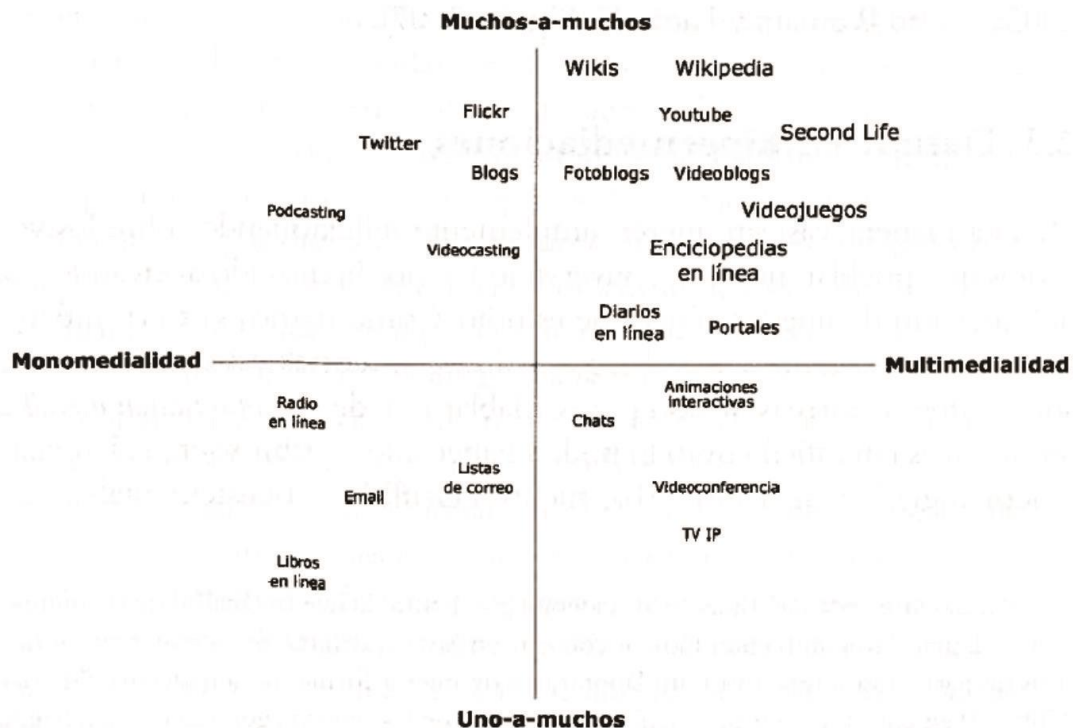 Muchos-a-muchos
Wikis Wikipedia
Flickr Youtube
Twitter Second Life
Blogs Fotoblogs Videoblogs
Podcasting Videojuegos
Videocasting Enciclopedias
en línea
Diarios
en línea Portales
Monomedialidad Multimedialidad
Animaciones
interactivas
Radio
en línea
Chats
Listas
de correo
Email Videoconferencia
TV IP
Libros
en línea
Uno-a-muchos